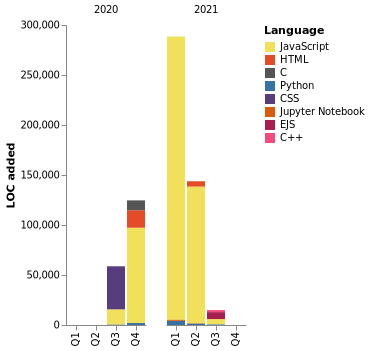 2020
2021
LOC added
300,000
250,000
200,000
150,000
100,000
50,000
0
Q1
Q2
Q3
Q4
Q1
Q2
Q3
Q4
Language
JavaScript
HTML
C
Python
CSS
Jupyter Notebook
EJS
C++